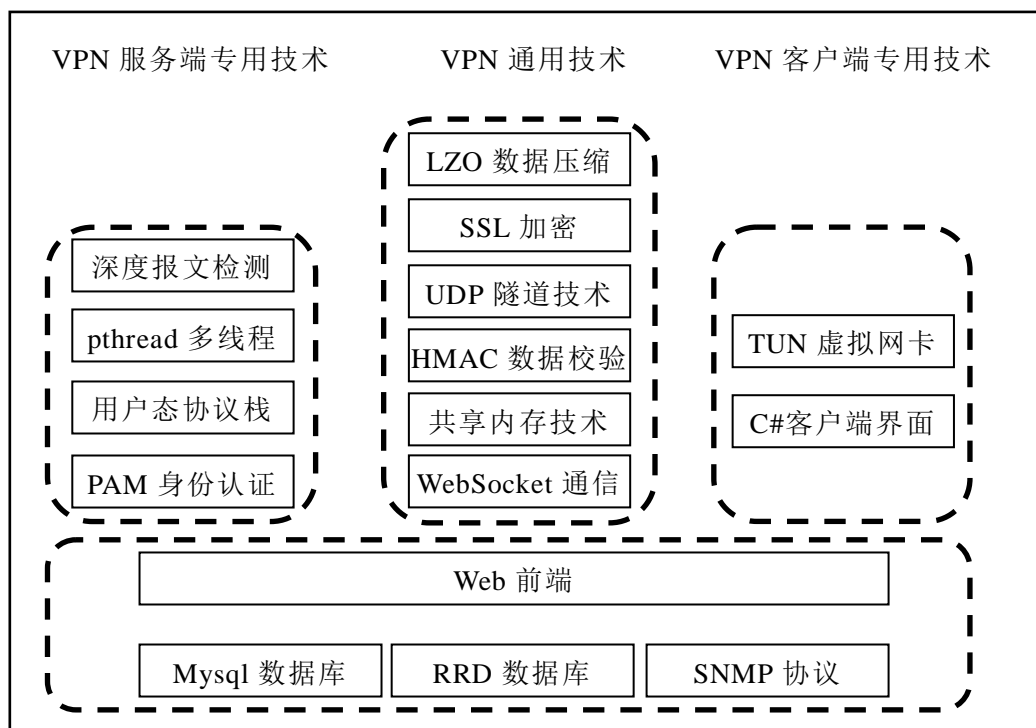 VPN 服务端专用技术
深度报文检测
pthread 多线程
用户态协议栈
PAM 身份认证
VPN 通用技术
LZO 数据压缩
SSL 加密
UDP 隧道技术
HMAC 数据校验
共享内存技术
WebSocket 通信
VPN 客户端专用技术
TUN 虚拟网卡
C#客户端界面
Web 前端
Mysql 数据库
RRD 数据库
SNMP 协议